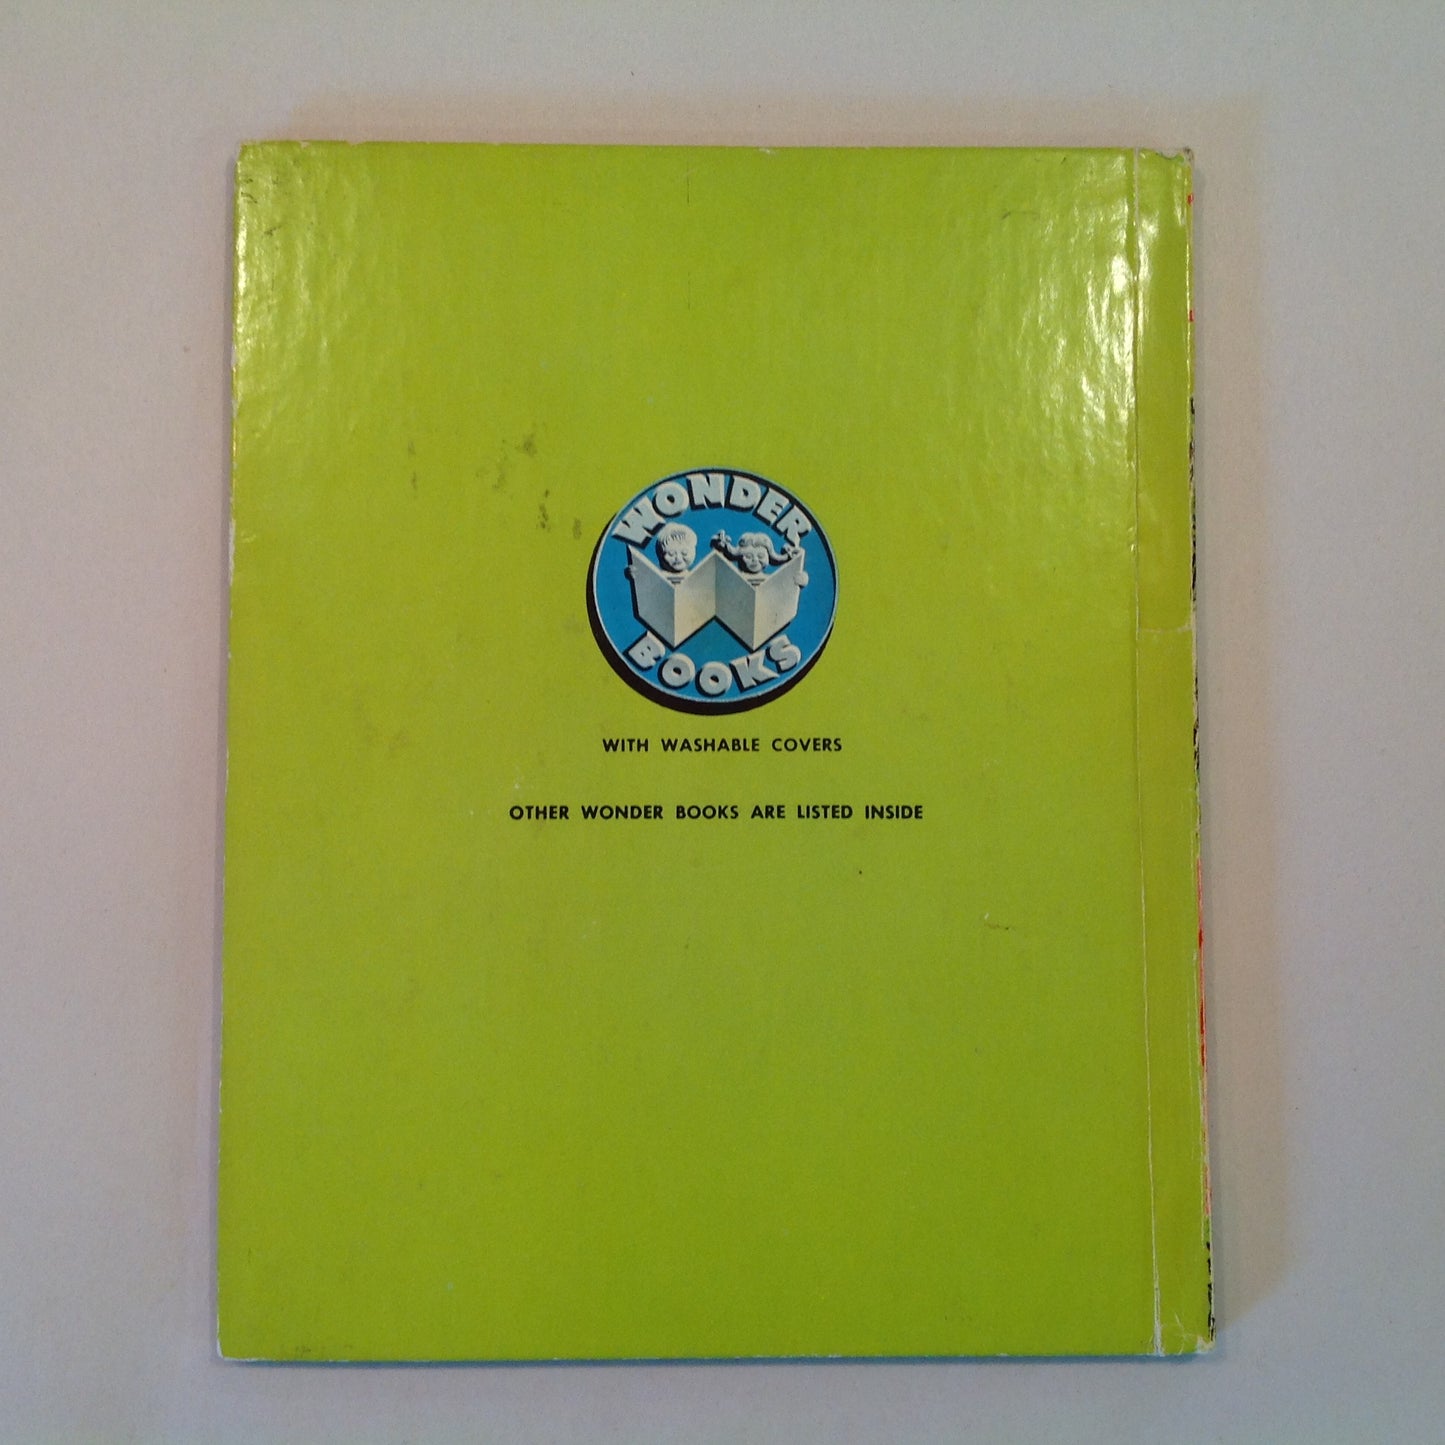 WONDER
BOOKS
WITH WASHABLE COVERS
OTHER WONDER BOOKS ARE LISTED INSIDE